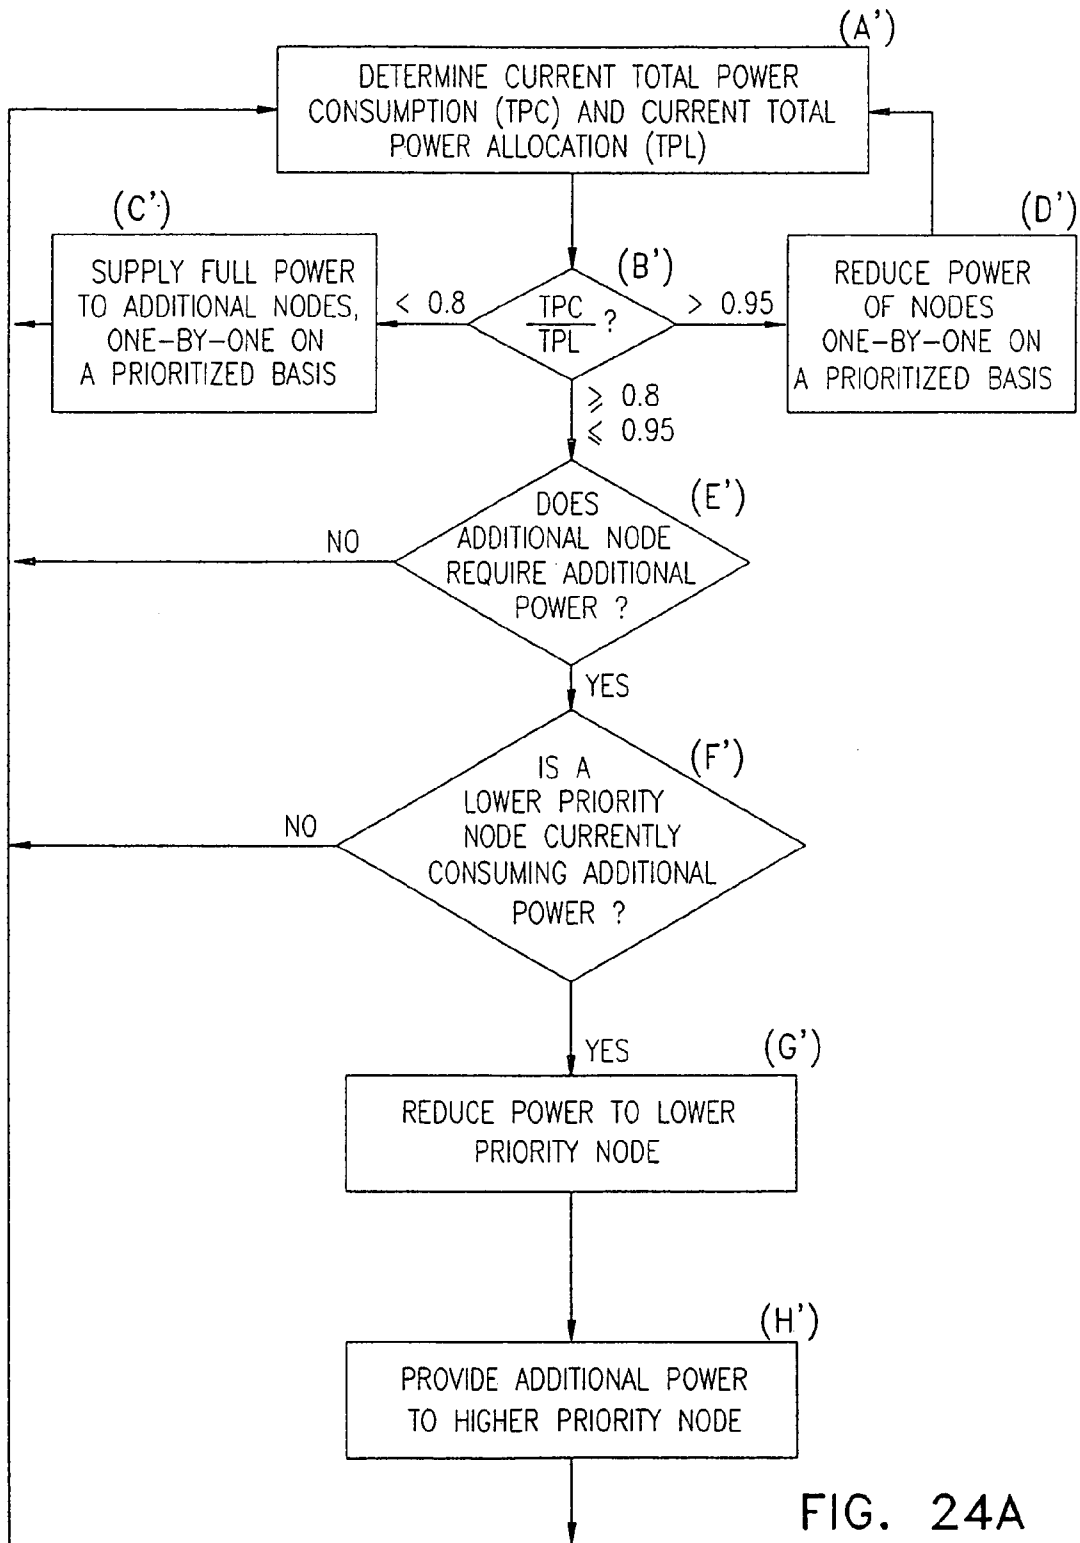 (A')
DETERMINE CURRENT TOTAL POWER
CONSUMPTION (TPC) AND CURRENT TOTAL
POWER ALLOCATION (TPL)
(C')
SUPPLY FULL POWER
TO ADDITIONAL NODES,
ONE-BY-ONE ON
A PRIORITIZED BASIS
< 0.8
(B')
TPC
TPL
?
> 0.95
(D')
REDUCE POWER
OF NODES
ONE-BY-ONE ON
A PRIORITIZED BASIS
⩾ 0.8
⩽ 0.95
(E')
DOES
ADDITIONAL NODE
REQUIRE ADDITIONAL
POWER ?
NO
YES
(F')
IS A
LOWER PRIORITY
NODE CURRENTLY
CONSUMING ADDITIONAL
POWER ?
NO
YES
(G')
REDUCE POWER TO LOWER
PRIORITY NODE
(H')
PROVIDE ADDITIONAL POWER
TO HIGHER PRIORITY NODE
FIG. 24A